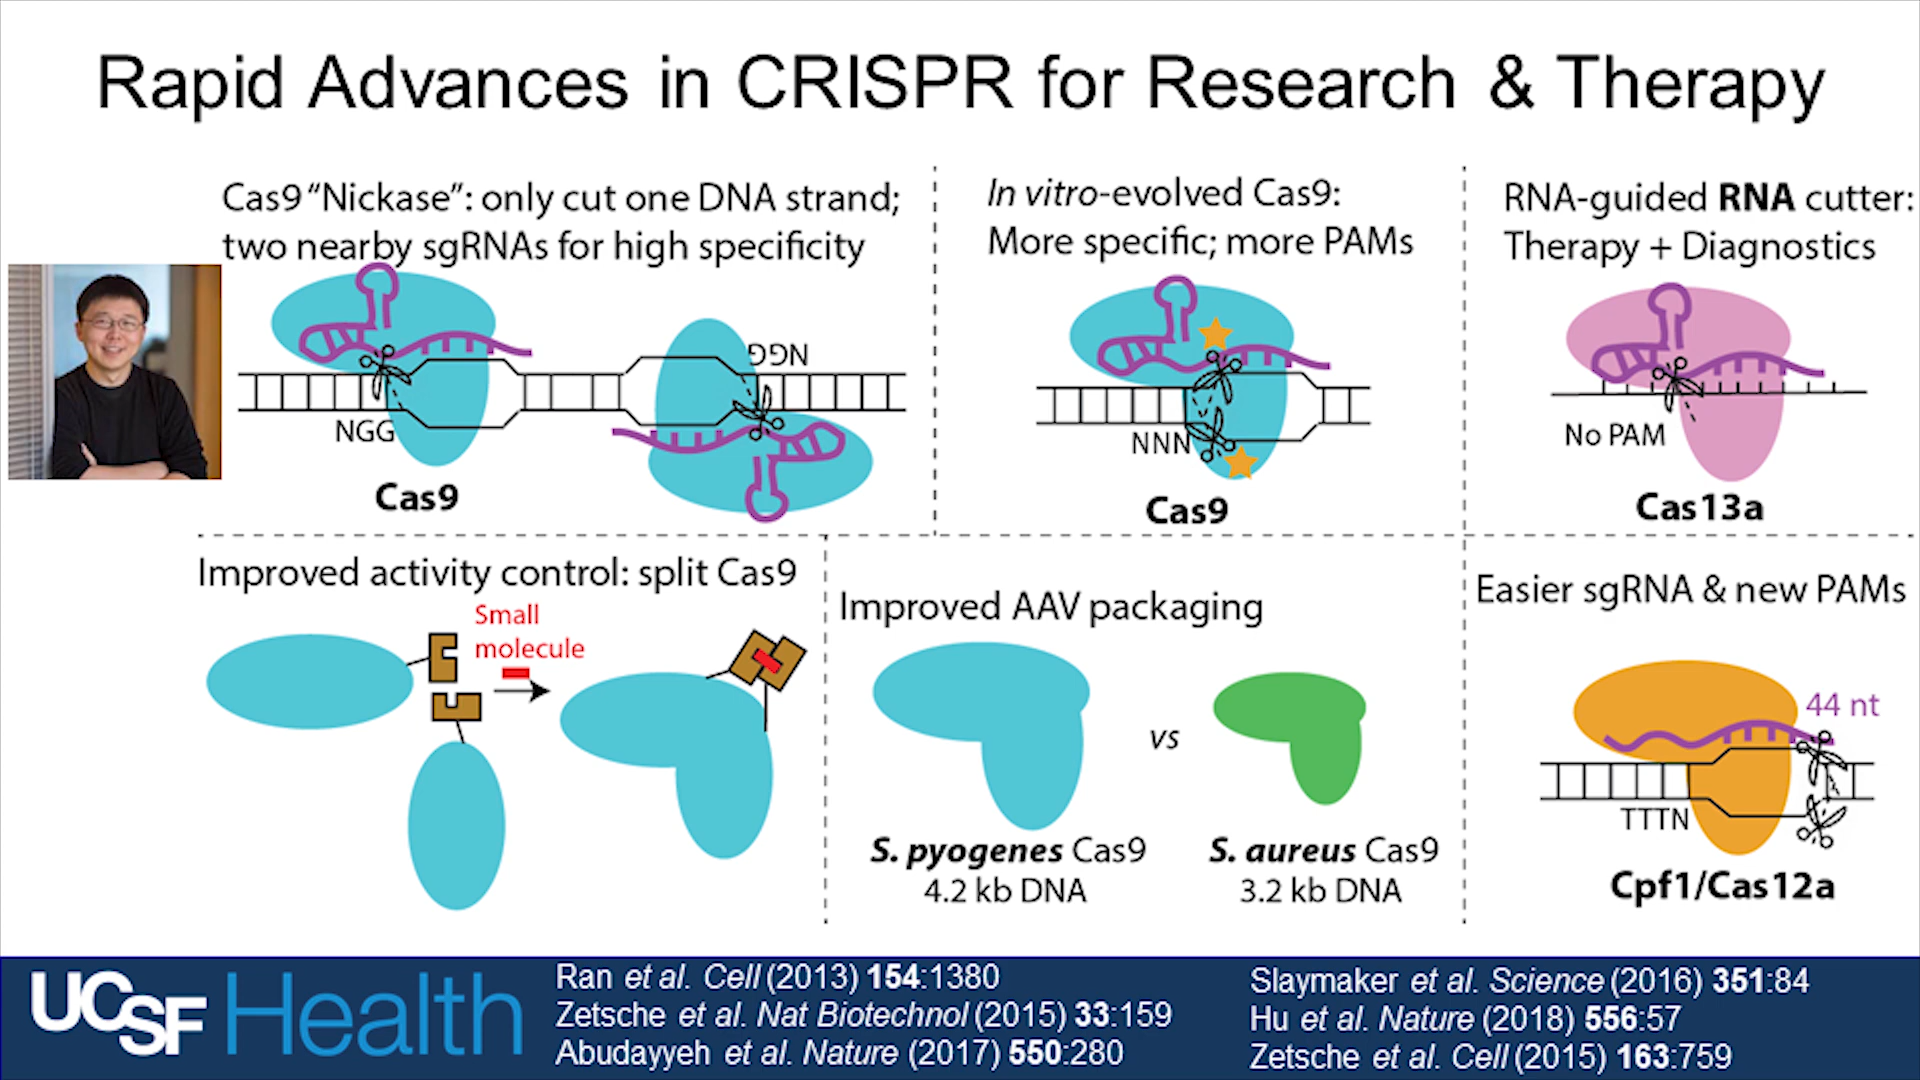 Rapid Advances in CRISPR for Research & Therapy
Cas9 “Nickase”: only cut one DNA strand;
two nearby sgRNAs for high specificity
NGG
NGG
Cas9
In vitro-evolved Cas9:
More specific; more PAMs
NNN
Cas9
RNA-guided RNA cutter:
Therapy + Diagnostics
No PAM
Cas13a
Improved activity control: split Cas9
Small
molecule
Improved AAV packaging
vs
S. pyogenes Cas9
4.2 kb DNA
S. aureus Cas9
3.2 kb DNA
Easier sgRNA & new PAMs
44 nt
TTTN
Cpf1/Cas12a
UCSF Health
Ran et al. Cell (2013) 154:1380
Zetsche et al. Nat Biotechnol (2015) 33:159
Abudayyeh et al. Nature (2017) 550:280
Slaymaker et al. Science (2016) 351:84
Hu et al. Nature (2018) 556:57
Zetsche et al. Cell (2015) 163:759